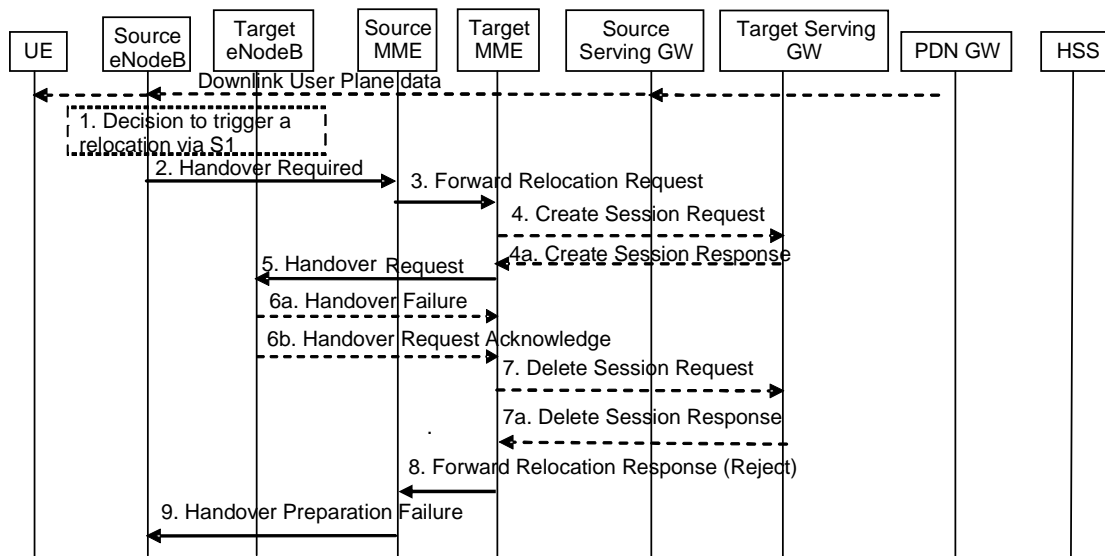 UE
Source
eNodeB
Target
eNodeB
Source
MME
Target
MME
Source
Serving GW
Target Serving
GW
PDN GW
HSS
Downlink User Plane data
1. Decision to trigger a
relocation via S1
2. Handover Required
3. Forward Relocation Request
4. Create Session Request
4a. Create Session Response
5. Handover Request
6a. Handover Failure
6b. Handover Request Acknowledge
7. Delete Session Request
7a. Delete Session Response
.
8. Forward Relocation Response (Reject)
9. Handover Preparation Failure